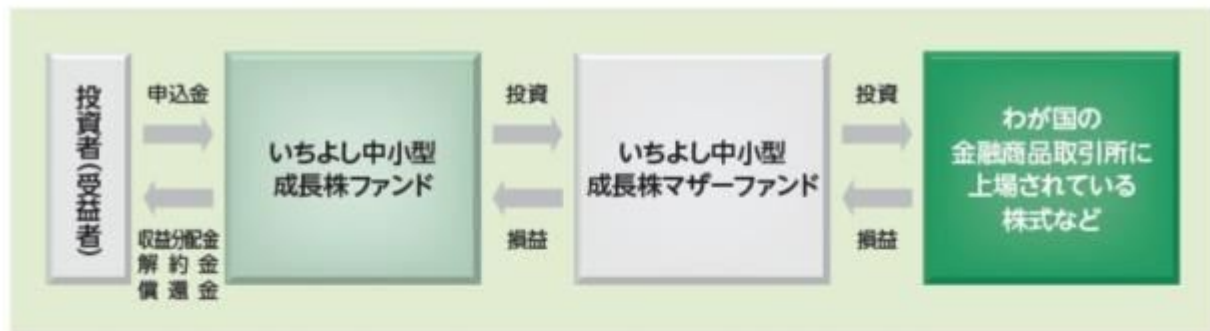 投資者(受益者)
申込金
収益分配金
解約金
償還金
いちよし中小型
成長株ファンド
投資
損益
いちよし中小型
成長株マザーファンド
投資
損益
わが国の
金融商品取引所に
上場されている
株式など